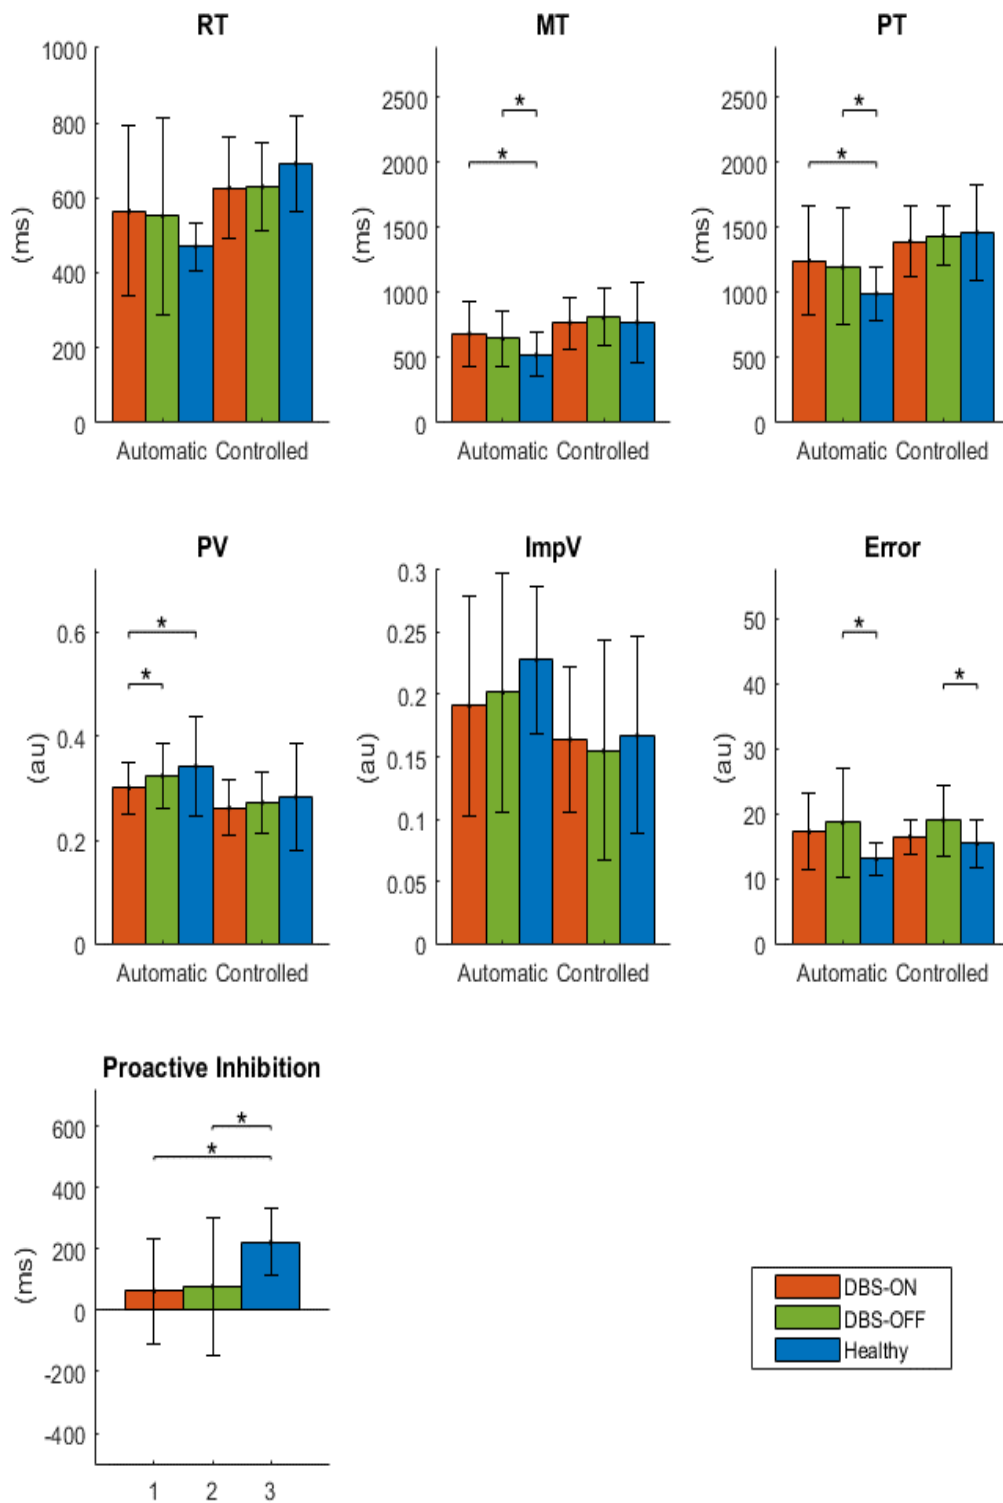 RT
1000
800
600
400
200
0
(ms)
Automatic Controlled
MT
2500
2000
1500
1000
500
0
(ms)
*
*
Automatic Controlled
PT
2500
2000
1500
1000
500
0
(ms)
*
*
Automatic Controlled
PV
0.6
0.4
0.2
0
(au)
*
*
Automatic Controlled
ImpV
0.3
0.25
0.2
0.15
0.1
0.05
0
(au)
Automatic Controlled
Error
50
40
30
20
10
0
(au)
*
*
Automatic Controlled
Proactive Inhibition
600
400
200
0
-200
-400
(ms)
*
*
1 2 3
DBS-ON
DBS-OFF
Healthy